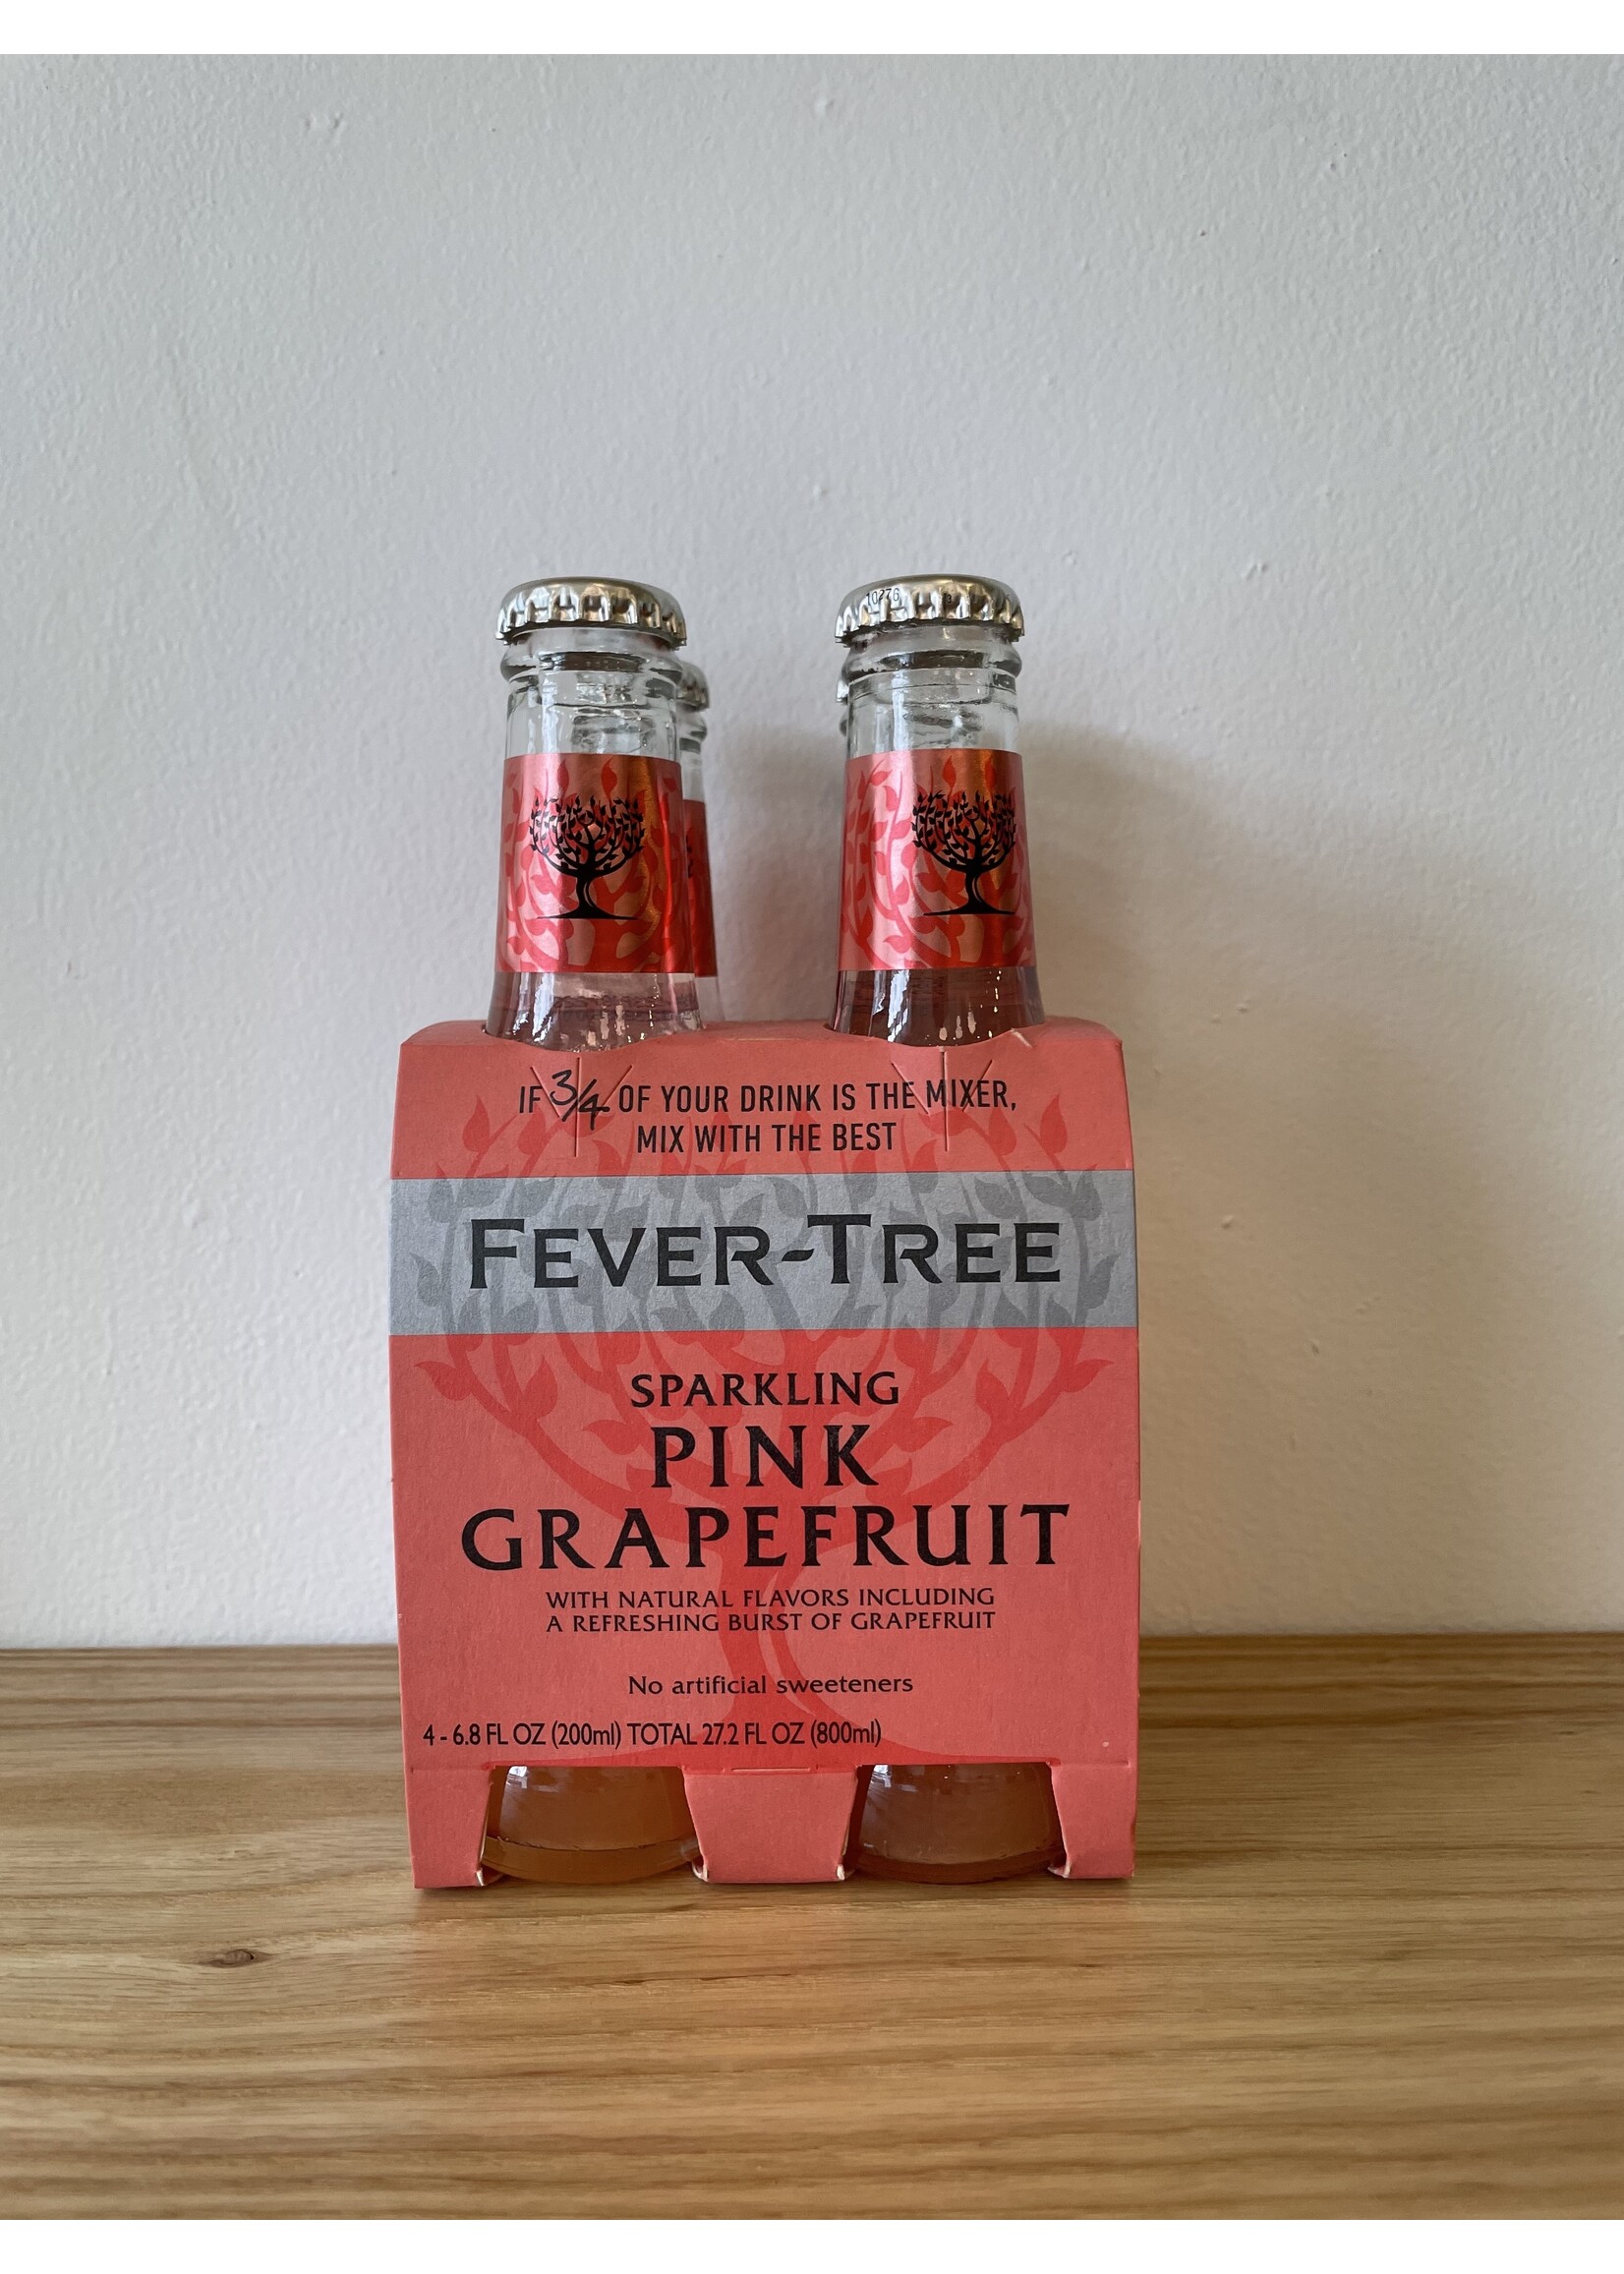 10276
IF 3/4 OF YOUR DRINK IS THE MIXER,
MIX WITH THE BEST
FEVER-TREE
SPARKLING
PINK
GRAPEFRUIT
WITH NATURAL FLAVORS INCLUDING
A REFRESHING BURST OF GRAPEFRUIT
No artificial sweeteners
4 - 6.8 FL OZ (200ml) TOTAL 27.2 FL OZ (800ml)